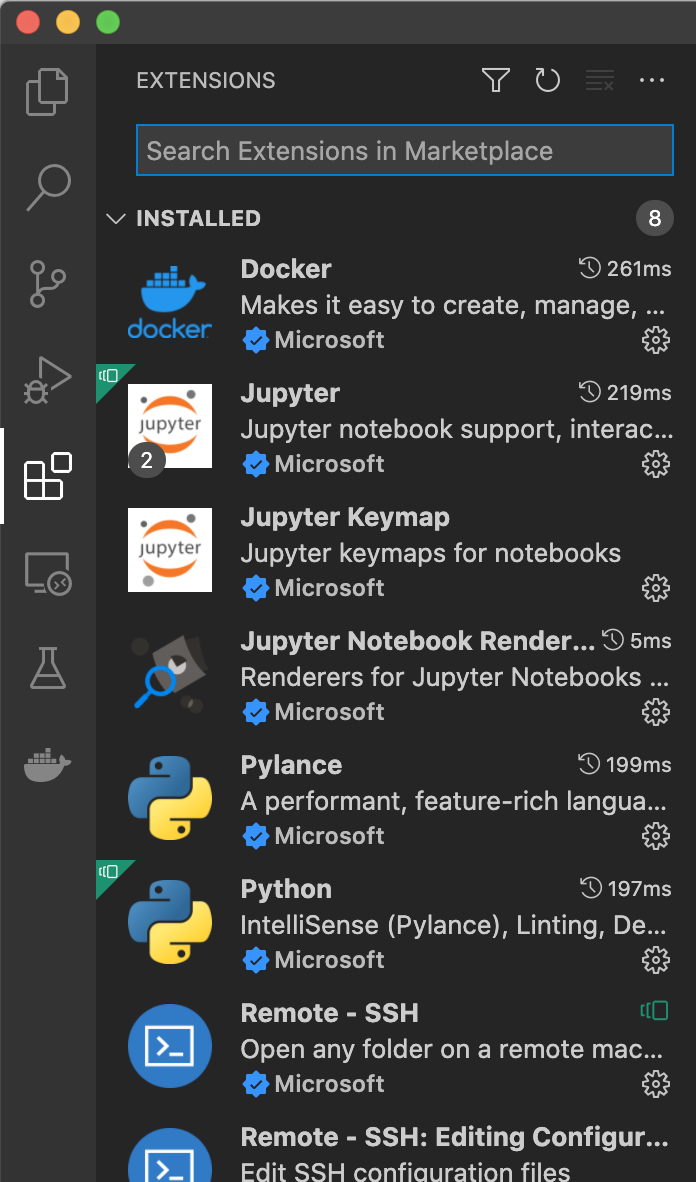 EXTENSIONS
Search Extensions in Marketplace
INSTALLED 8
docker
Docker 261ms
Makes it easy to create, manage, ...
Microsoft
jupyter
2
Jupyter 219ms
Jupyter notebook support, interac...
Microsoft
jupyter
Jupyter Keymap
Jupyter keymaps for notebooks
Microsoft
Jupyter Notebook Render... 5ms
Renderers for Jupyter Notebooks ...
Microsoft
Pylance 199ms
A performant, feature-rich langua...
Microsoft
Python 197ms
IntelliSense (Pylance), Linting, De...
Microsoft
Remote - SSH
Open any folder on a remote mac...
Microsoft
Remote - SSH: Editing Configur...
Edit SSH configuration files